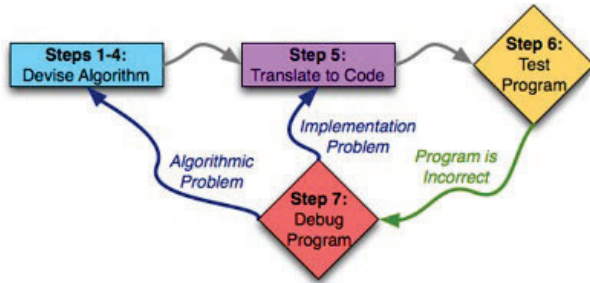 Steps 1-4:
Devise Algorithm
Step 5:
Translate to Code
Step 6:
Test
Program
Implementation
Problem
Algorithmic
Problem
Program is
Incorrect
Step 7:
Debug
Program